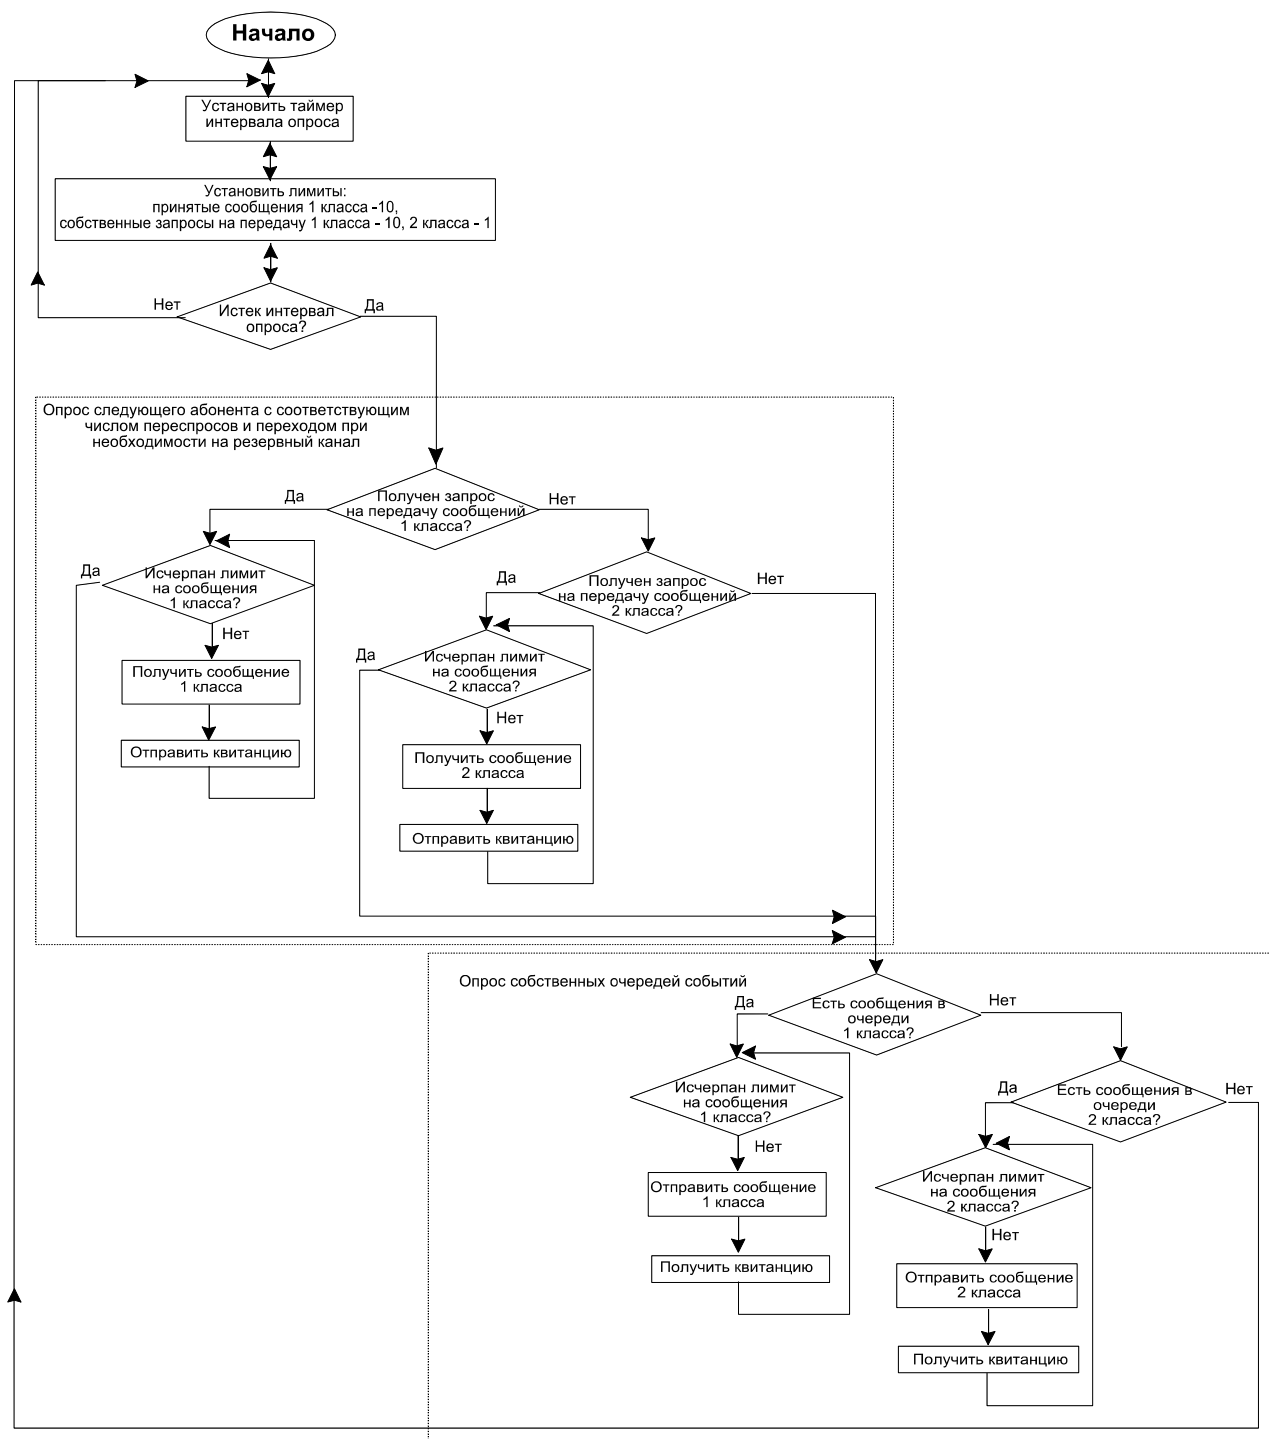 Начало
Установить таймер
интервала опроса
Установить лимиты:
принятые сообщения 1 класса -10,
собственные запросы на передачу 1 класса - 10, 2 класса - 1
Нет
Да
Истек интервал
опроса?
Опрос следующего абонента с соответствующим
числом переспросов и переходом при
необходимости на резервный канал
Да
Получен запрос
на передачу сообщений
1 класса?
Нет
Да
Исчерпан лимит
на сообщения
1 класса?
Нет
Получить сообщение
1 класса
Отправить квитанцию
Да
Получен запрос
на передачу сообщений
2 класса?
Нет
Да
Исчерпан лимит
на сообщения
2 класса?
Нет
Получить сообщение
2 класса
Отправить квитанцию
Опрос собственных очередей событий
Да
Есть сообщения в
очереди
1 класса?
Нет
Исчерпан лимит
на сообщения
1 класса?
Нет
Отправить сообщение
1 класса
Получить квитанцию
Да
Есть сообщения в
очереди
2 класса?
Нет
Исчерпан лимит
на сообщения
2 класса?
Нет
Отправить сообщение
2 класса
Получить квитанцию